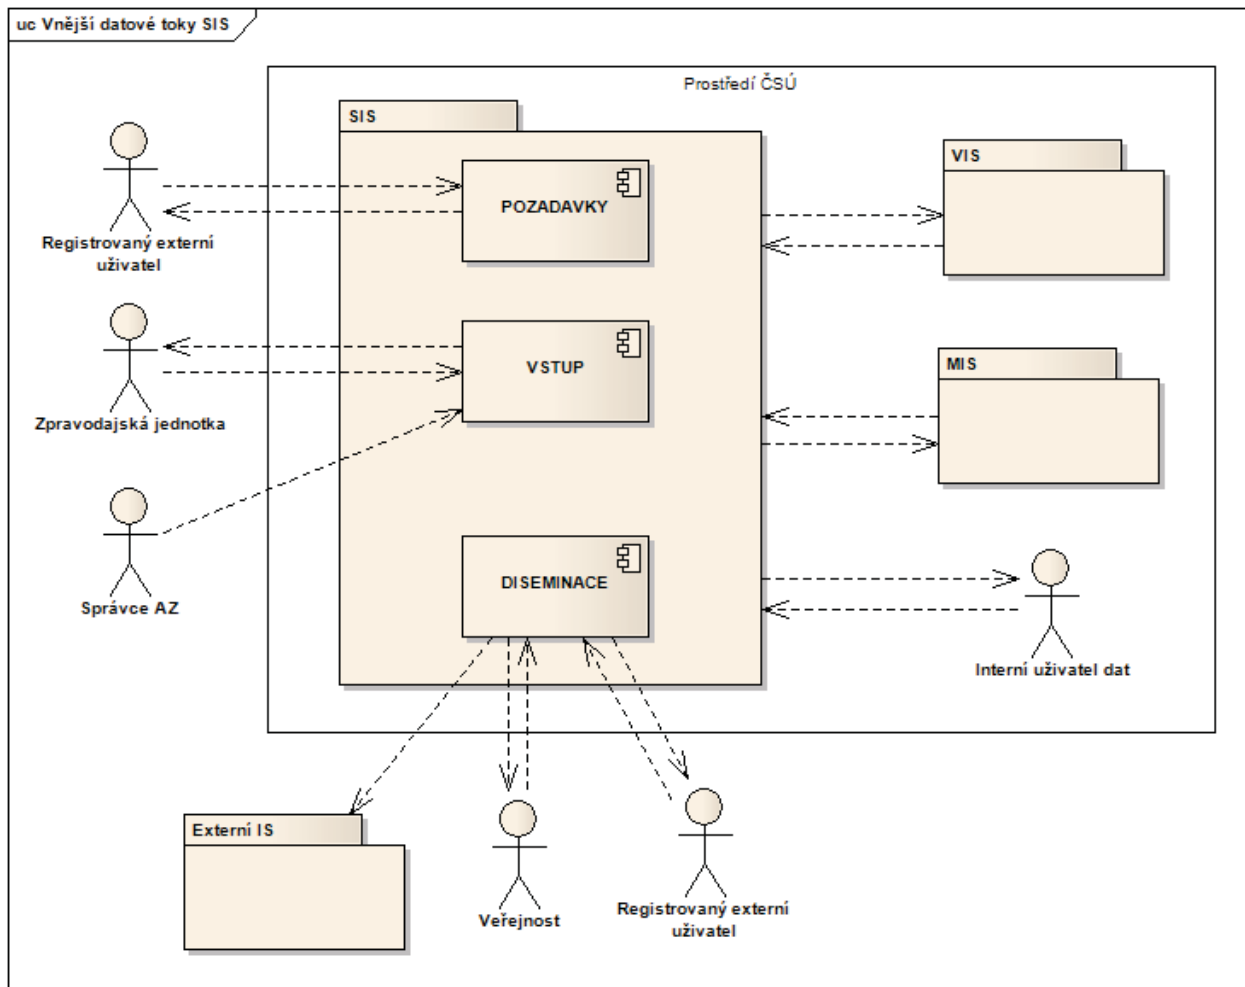 uc Vnější datové toky SIS
Prostředí ČSÚ
SIS
VIS
POZADAVKY
Registrovaný externí
uživatel
VSTUP
MIS
Zpravodajská jednotka
Správce AZ
DISEMINACE
Interní uživatel dat
Externí IS
Veřejnost
Registrovaný externí
uživatel